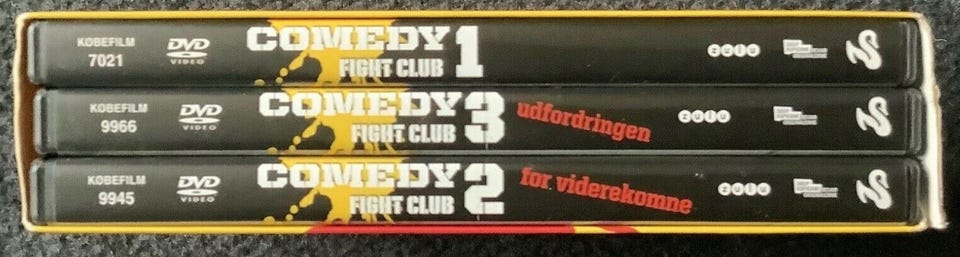 KØBEFILM
7021
DVD
VIDEO
COMEDY
FIGHT CLUB 1
zulu
KØBEFILM
9966
DVD
VIDEO
COMEDY
FIGHT CLUB 3
udfordringen
zulu
KØBEFILM
9945
DVD
VIDEO
COMEDY
FIGHT CLUB 2
for viderekomne
zulu